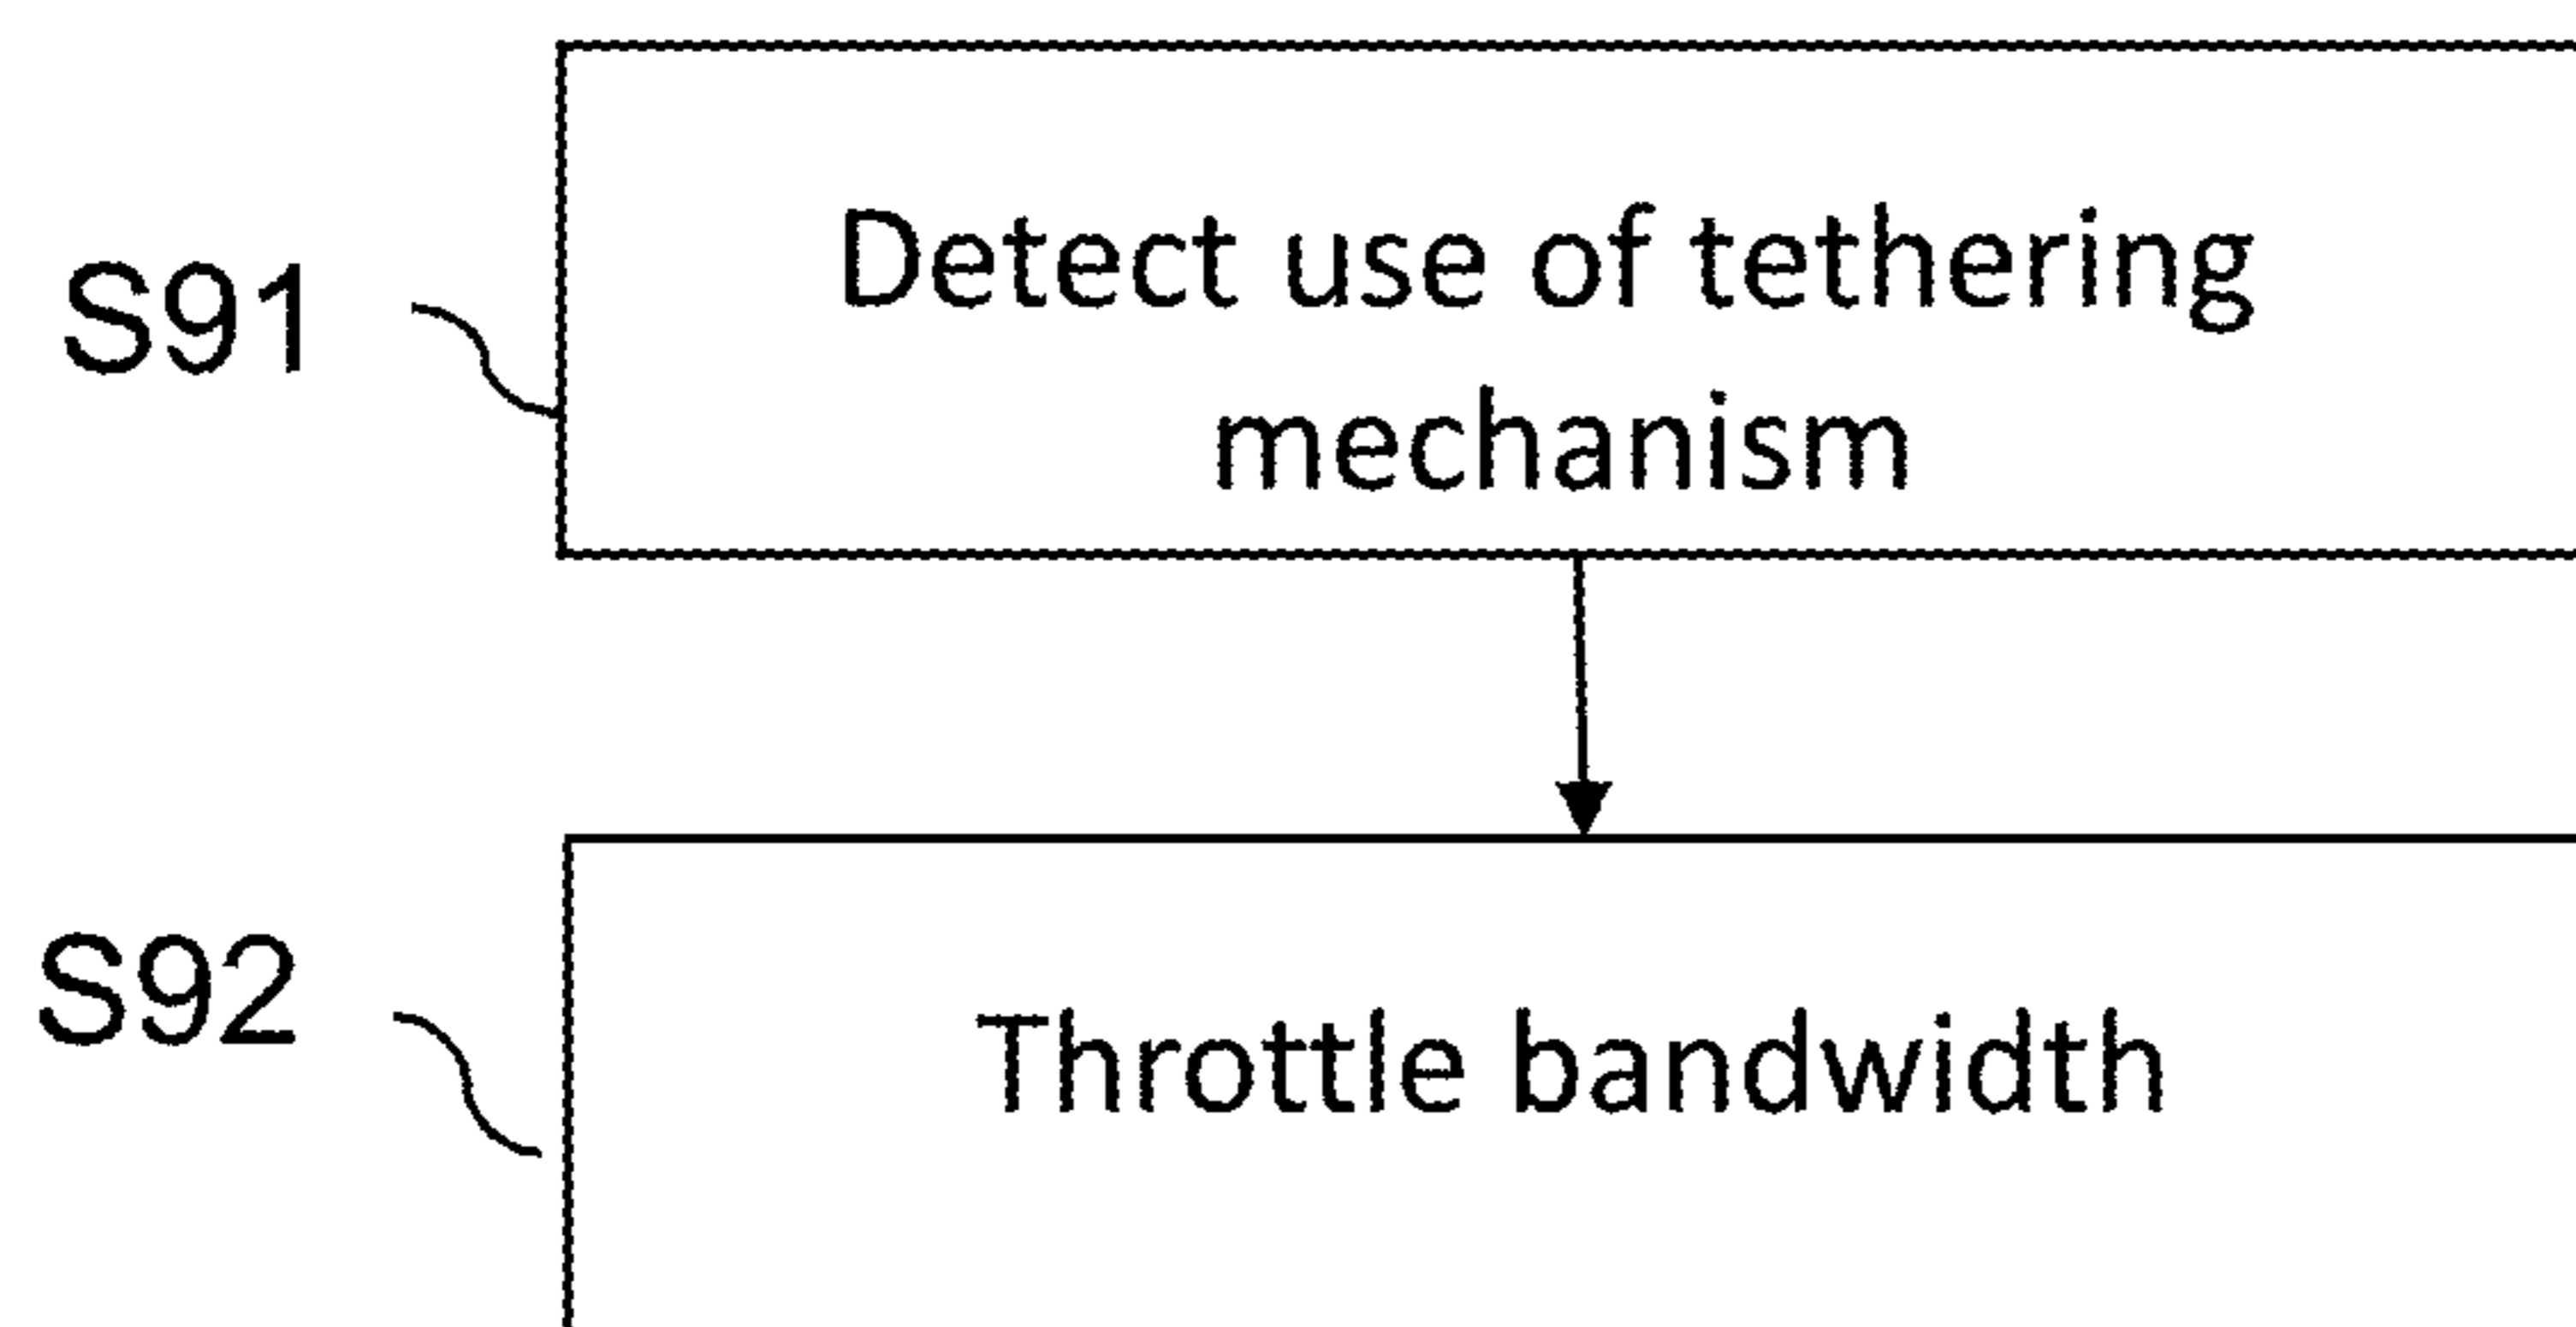 S91
Detect use of tethering
mechanism
S92
Throttle bandwidth